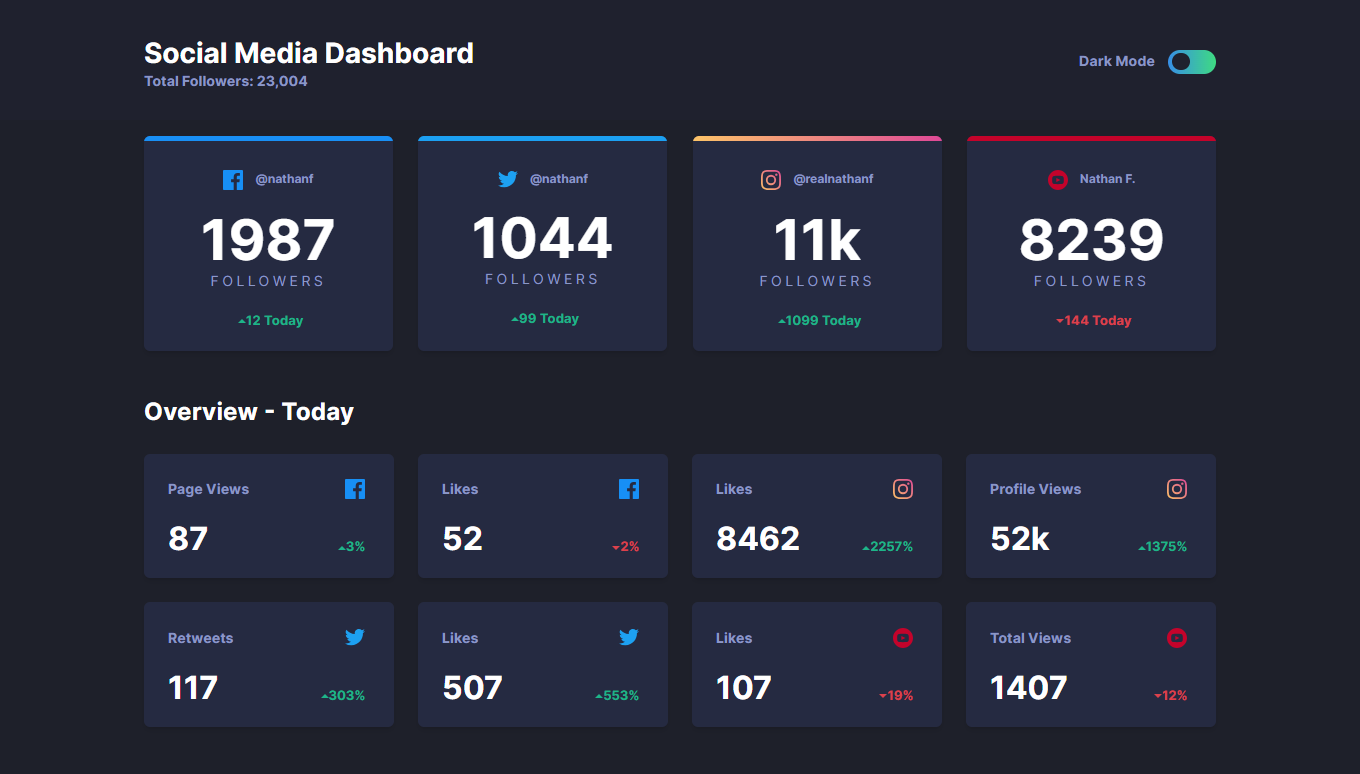 Social Media Dashboard
Total Followers: 23,004
Dark Mode
@nathanf
1987
FOLLOWERS
12 Today
@nathanf
1044
FOLLOWERS
99 Today
@realnathanf
11k
FOLLOWERS
1099 Today
Nathan F.
8239
FOLLOWERS
144 Today
Overview - Today
Page Views
87
3%
Likes
52
2%
Likes
8462
2257%
Profile Views
52k
1375%
Retweets
117
303%
Likes
507
553%
Likes
107
19%
Total Views
1407
12%